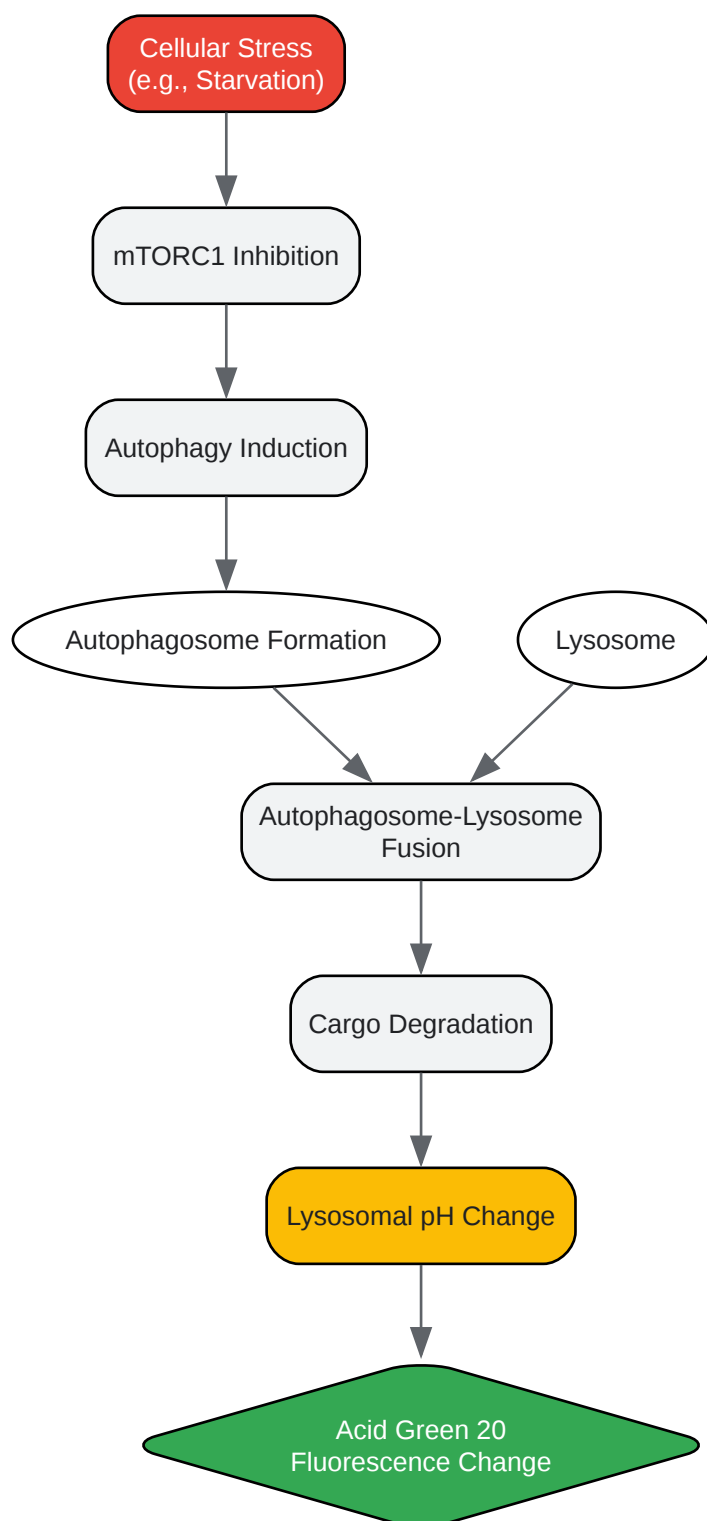 Cellular Stress
(e.g., Starvation)
mTORC1 Inhibition
Autophagy Induction
Autophagosome Formation
Lysosome
Autophagosome-Lysosome
Fusion
Cargo Degradation
Lysosomal pH Change
Acid Green 20
Fluorescence Change